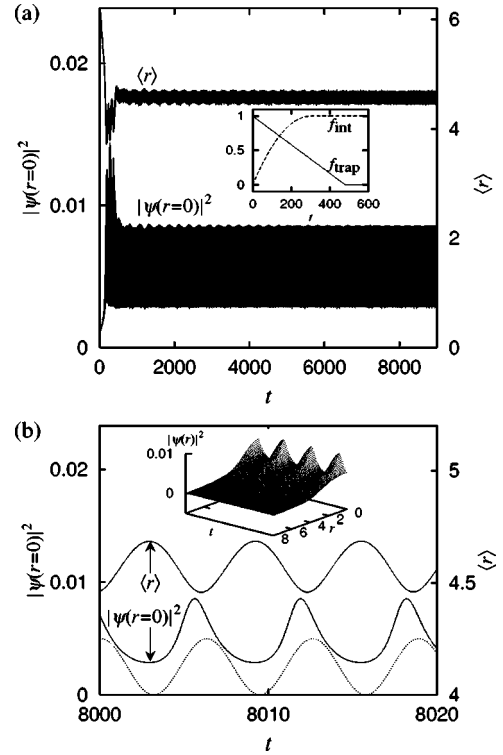 (a)
0.02
0.01
0
|ψ(r=0)|²
⟨r⟩
|ψ(r=0)|²
1
0.5
0
f_int
f_trap
0 200 400 600
t
6
4
2
0
⟨r⟩
0 2000 4000 6000 8000
t
(b)
|ψ(r)|²
0.01
0
t
8 6 4 2 0
r
0.02
0.01
0
|ψ(r=0)|²
⟨r⟩
|ψ(r=0)|²
5
4.5
4
⟨r⟩
8000 8010 8020
t